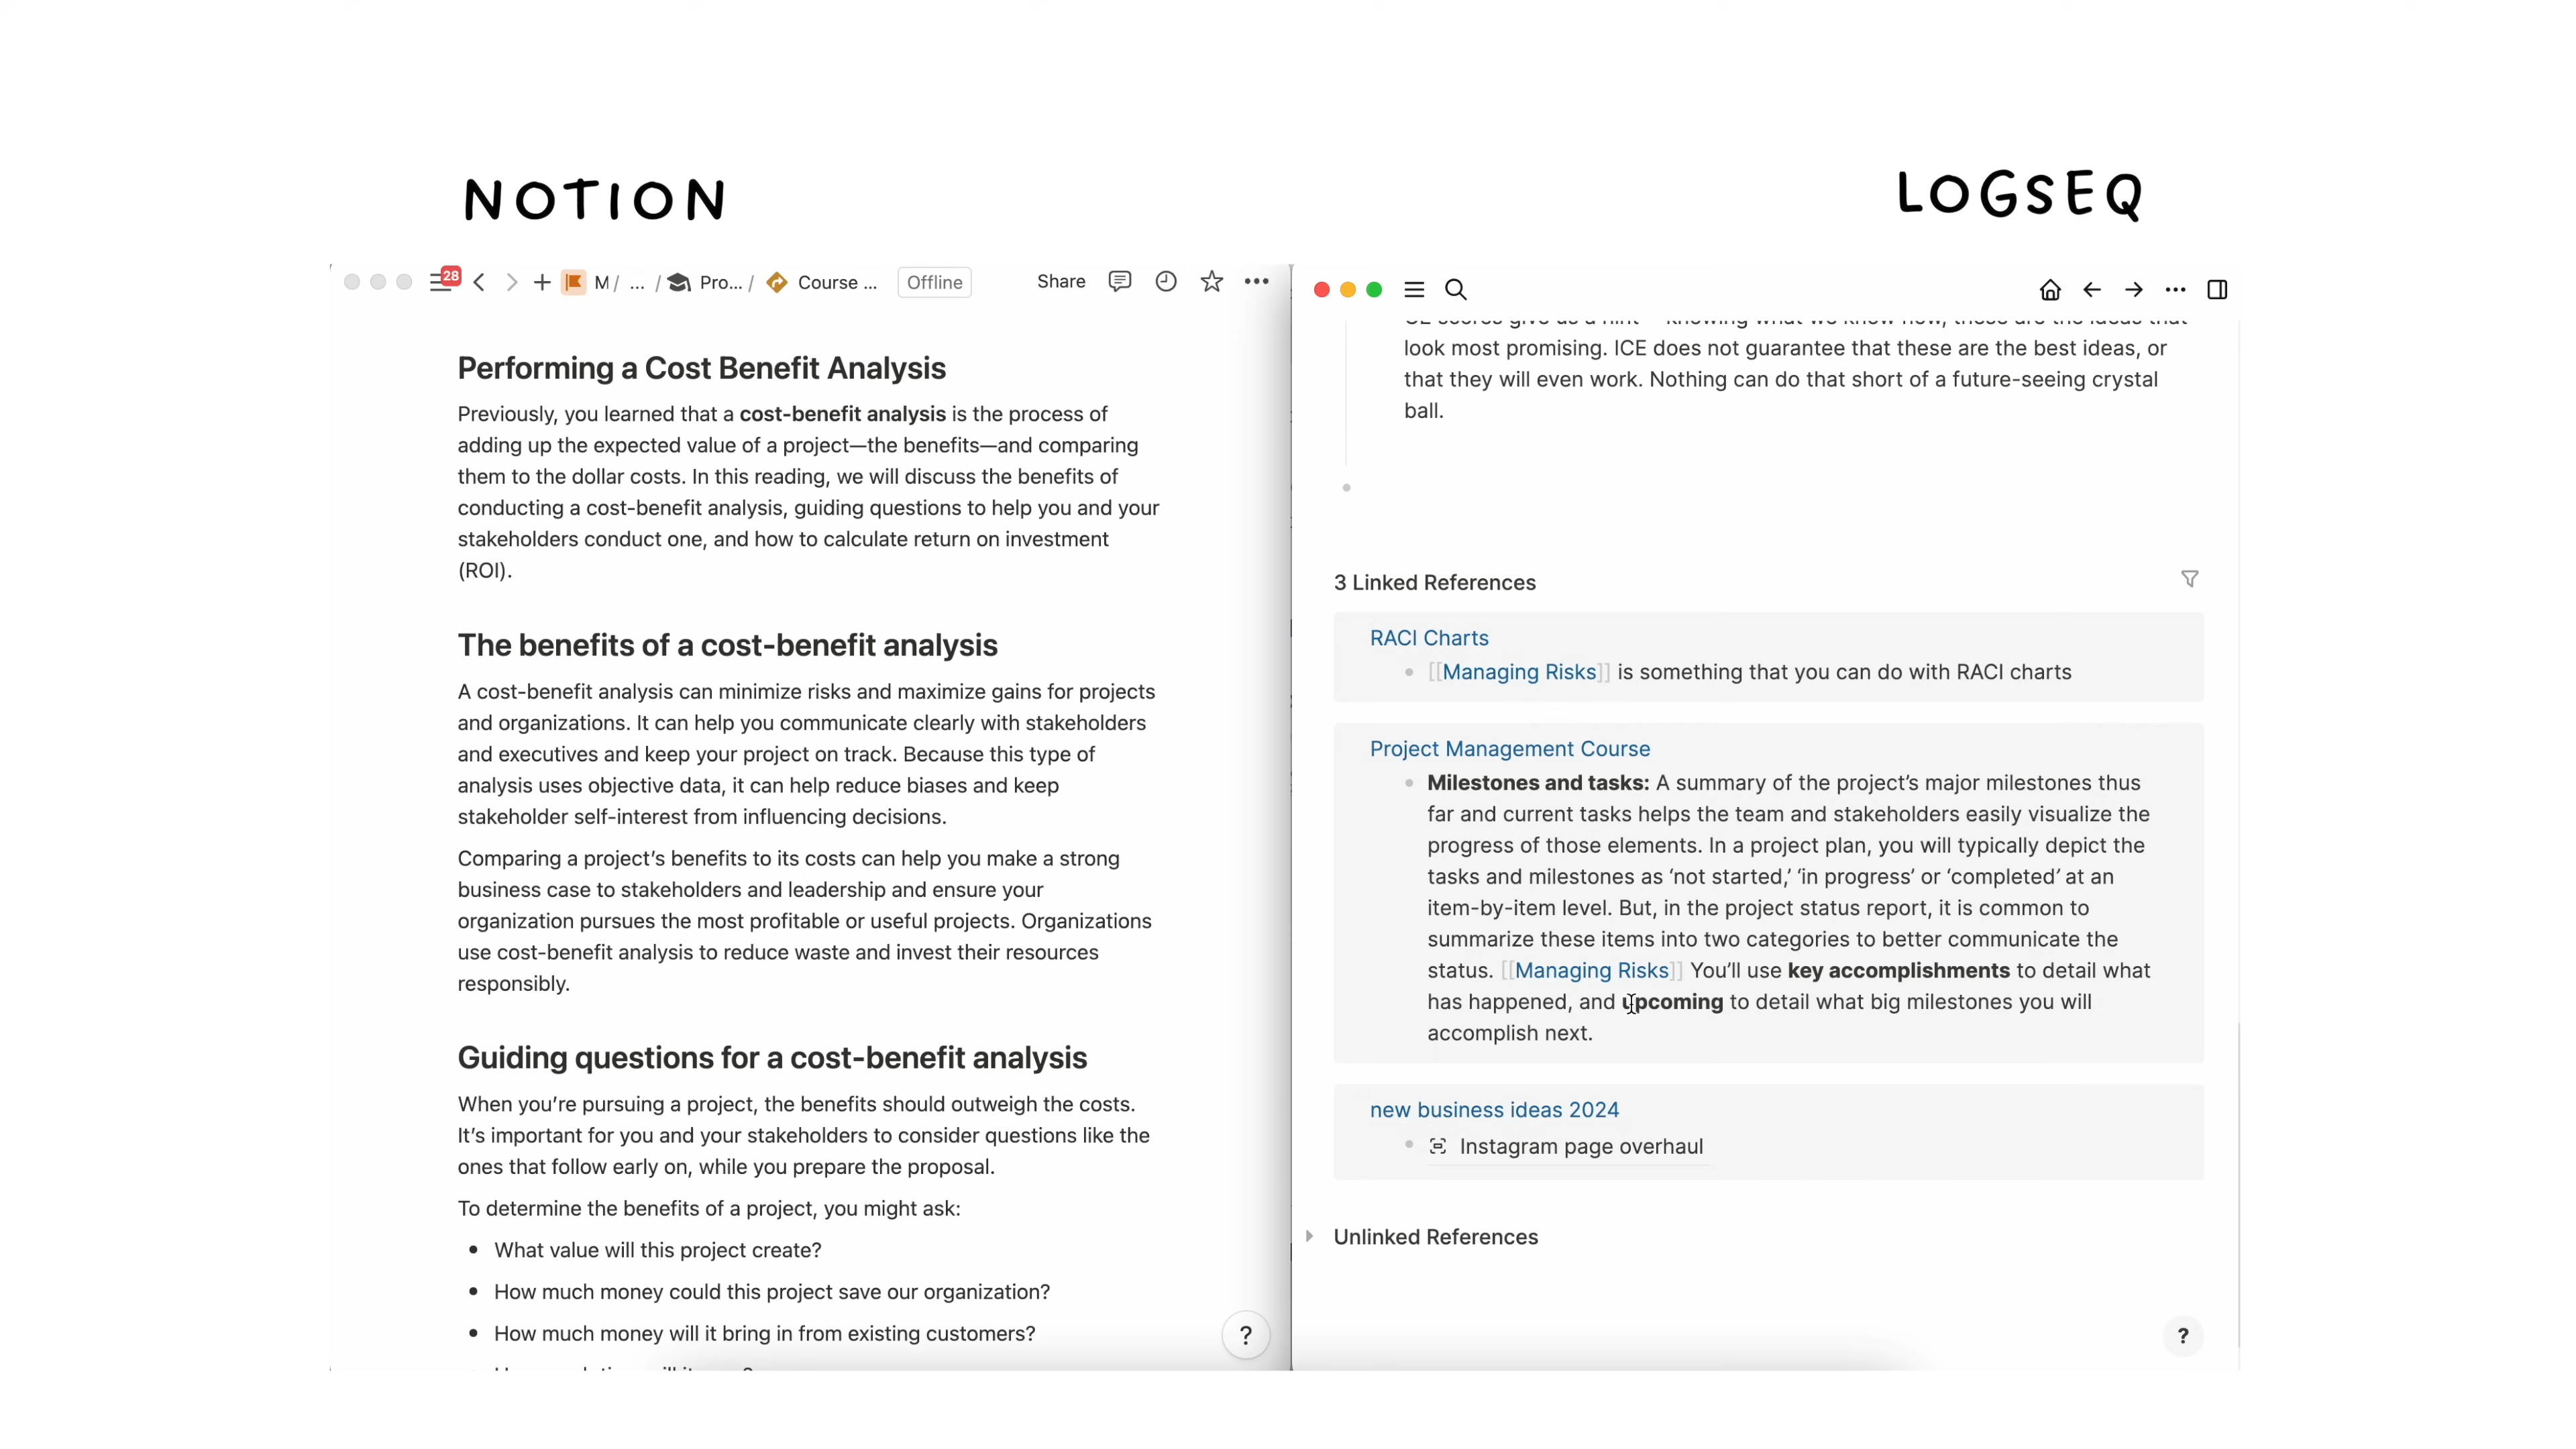 NOTION
LOGSEQ
28
M / ... / Pro... / Course ...
Offline
Share
Performing a Cost Benefit Analysis
Previously, you learned that a cost-benefit analysis is the process of
adding up the expected value of a project—the benefits—and comparing
them to the dollar costs. In this reading, we will discuss the benefits of
conducting a cost-benefit analysis, guiding questions to help you and your
stakeholders conduct one, and how to calculate return on investment
(ROI).
The benefits of a cost-benefit analysis
A cost-benefit analysis can minimize risks and maximize gains for projects
and organizations. It can help you communicate clearly with stakeholders
and executives and keep your project on track. Because this type of
analysis uses objective data, it can help reduce biases and keep
stakeholder self-interest from influencing decisions.
Comparing a project’s benefits to its costs can help you make a strong
business case to stakeholders and leadership and ensure your
organization pursues the most profitable or useful projects. Organizations
use cost-benefit analysis to reduce waste and invest their resources
responsibly.
Guiding questions for a cost-benefit analysis
When you’re pursuing a project, the benefits should outweigh the costs.
It’s important for you and your stakeholders to consider questions like the
ones that follow early on, while you prepare the proposal.
To determine the benefits of a project, you might ask:
• What value will this project create?
• How much money could this project save our organization?
• How much money will it bring in from existing customers?
?
look most promising. ICE does not guarantee that these are the best ideas, or
that they will even work. Nothing can do that short of a future-seeing crystal
ball.
3 Linked References
RACI Charts
[[Managing Risks]] is something that you can do with RACI charts
Project Management Course
Milestones and tasks: A summary of the project’s major milestones thus
far and current tasks helps the team and stakeholders easily visualize the
progress of those elements. In a project plan, you will typically depict the
tasks and milestones as ‘not started,’ ‘in progress’ or ‘completed’ at an
item-by-item level. But, in the project status report, it is common to
summarize these items into two categories to better communicate the
status. [[Managing Risks]] You’ll use key accomplishments to detail what
has happened, and upcoming to detail what big milestones you will
accomplish next.
new business ideas 2024
Instagram page overhaul
Unlinked References
?